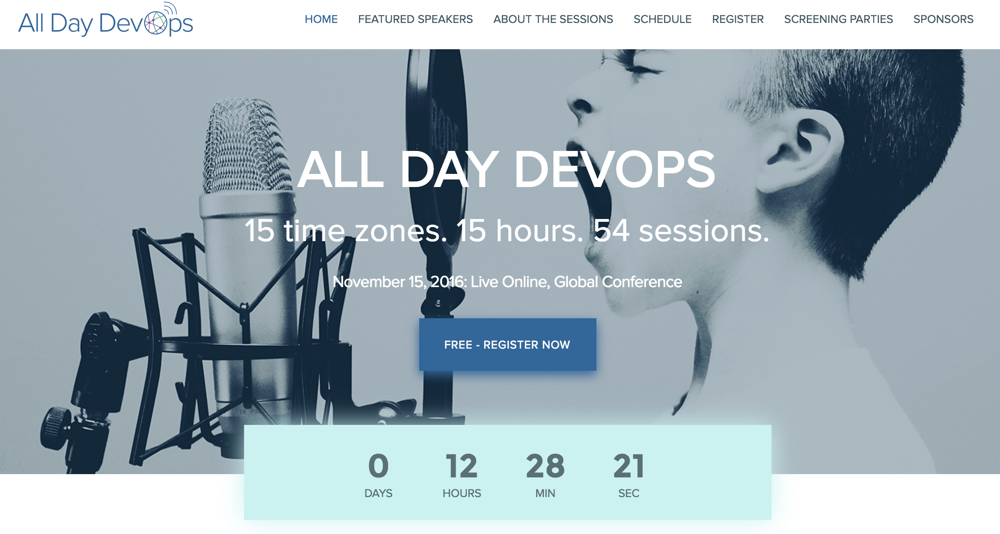 All Day DevOps
HOME FEATURED SPEAKERS ABOUT THE SESSIONS SCHEDULE REGISTER SCREENING PARTIES SPONSORS
ALL DAY DEVOPS
15 time zones. 15 hours. 54 sessions.
November 15, 2016: Live Online, Global Conference
FREE - REGISTER NOW
0 12 28 21
DAYS HOURS MIN SEC